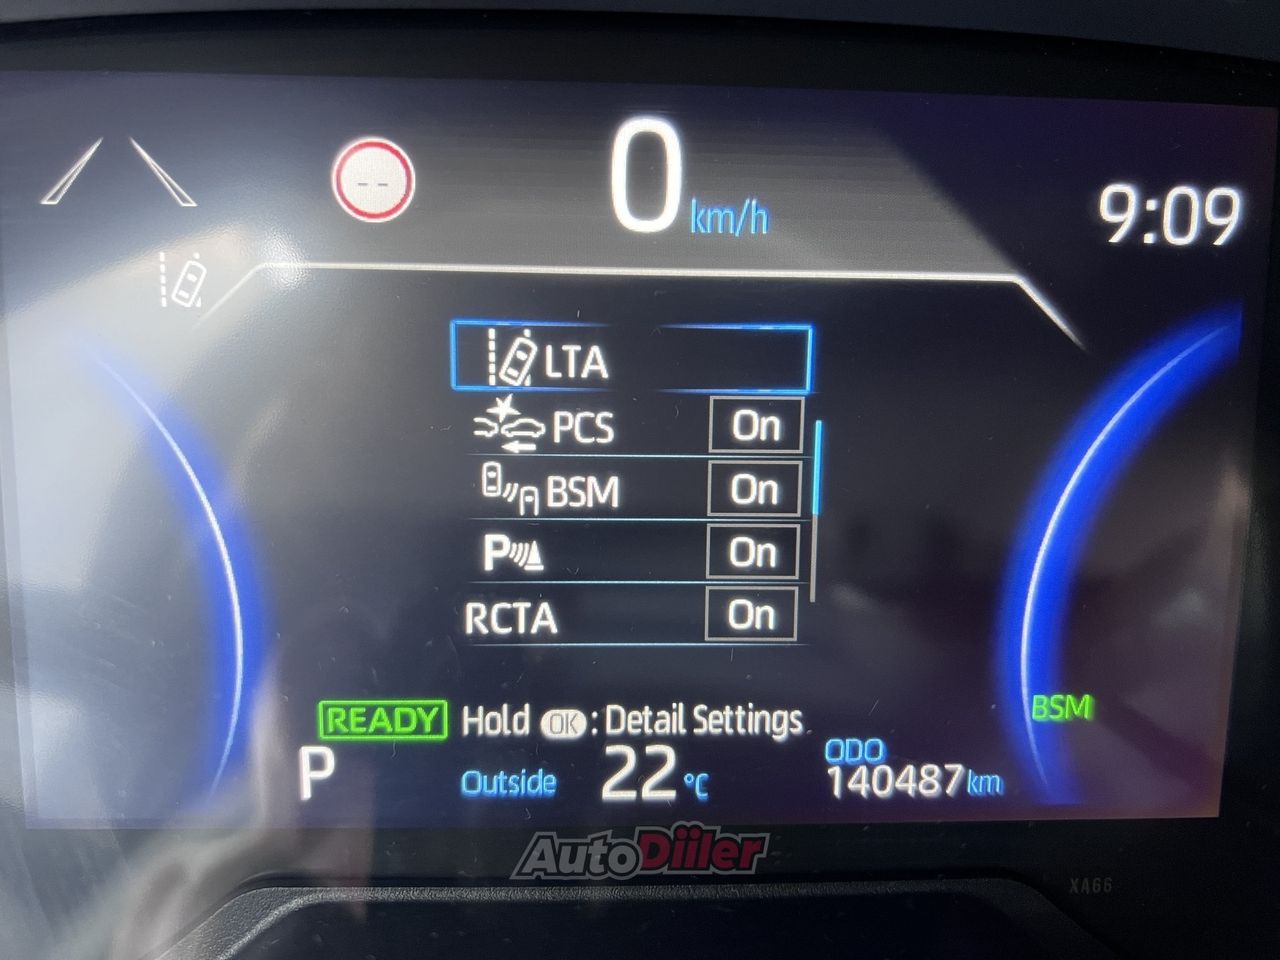 -- 0 km/h 9:09
LTA
PCS On
BSM On
P On
RCTA On
BSM
READY Hold OK : Detail Settings
P Outside 22 °C ODO 140487 km
AutoDiiler
XA66